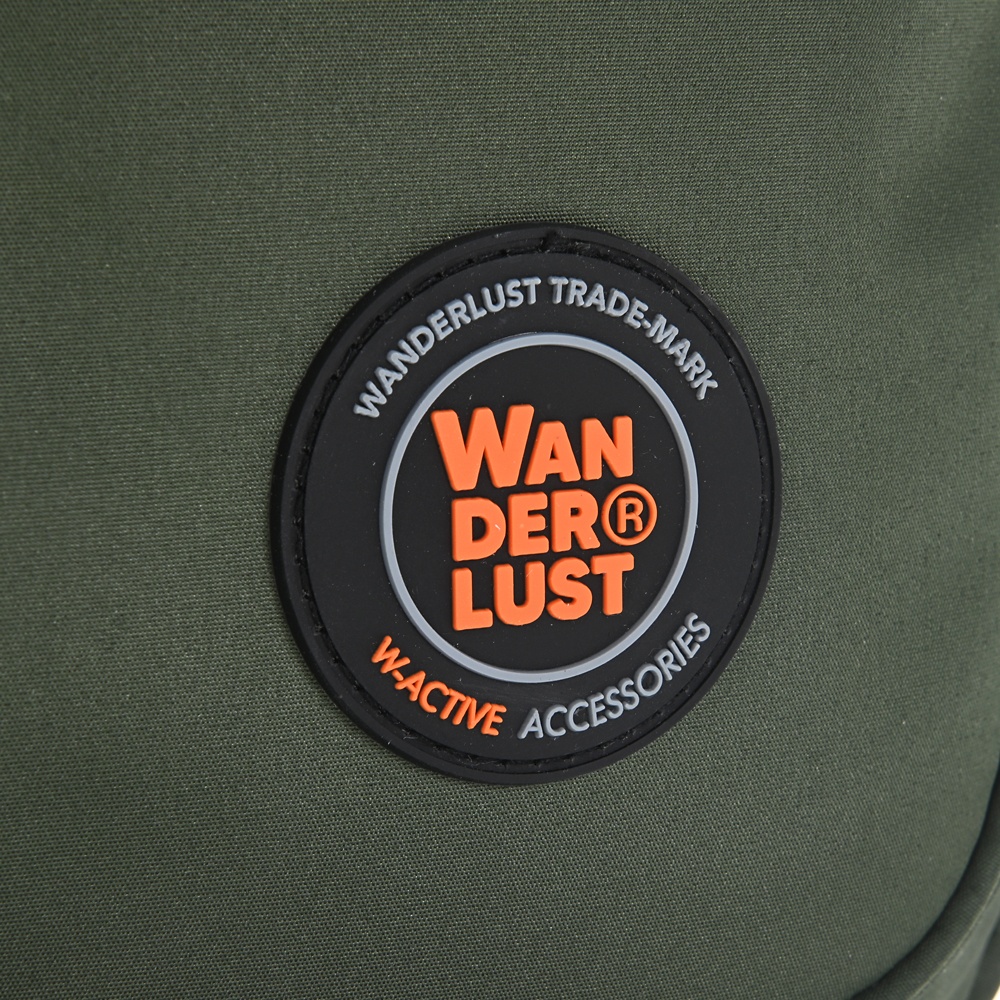 WANDERLUST TRADE-MARK
WAN
DER®
LUST
W-ACTIVE ACCESSORIES